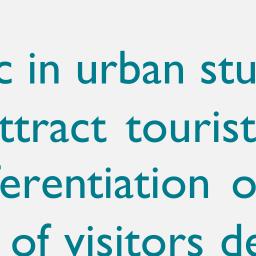 c in urban stu
ttract tourist
erentiation o
of visitors de